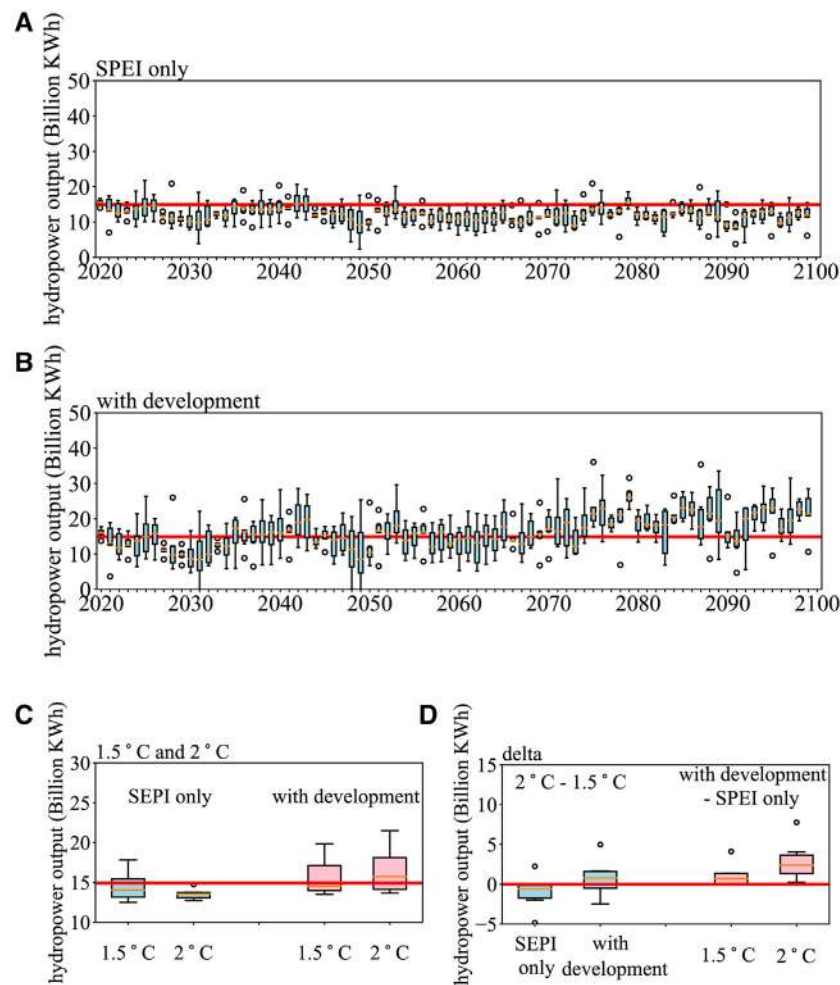 A
hydropower output (Billion KWh)
SPEI only
50
40
30
20
10
0
2020 2030 2040 2050 2060 2070 2080 2090 2100
B
hydropower output (Billion KWh)
with development
50
40
30
20
10
0
2020 2030 2040 2050 2060 2070 2080 2090 2100
C
hydropower output (Billion KWh)
1.5°C and 2°C
30
25
20
15
10
SEPI only with development
1.5°C 2°C 1.5°C 2°C
D
hydropower output (Billion KWh)
delta
15
10
5
0
−5
2°C - 1.5°C
with development
- SPEI only
SEPI
only
with
development
1.5°C 2°C